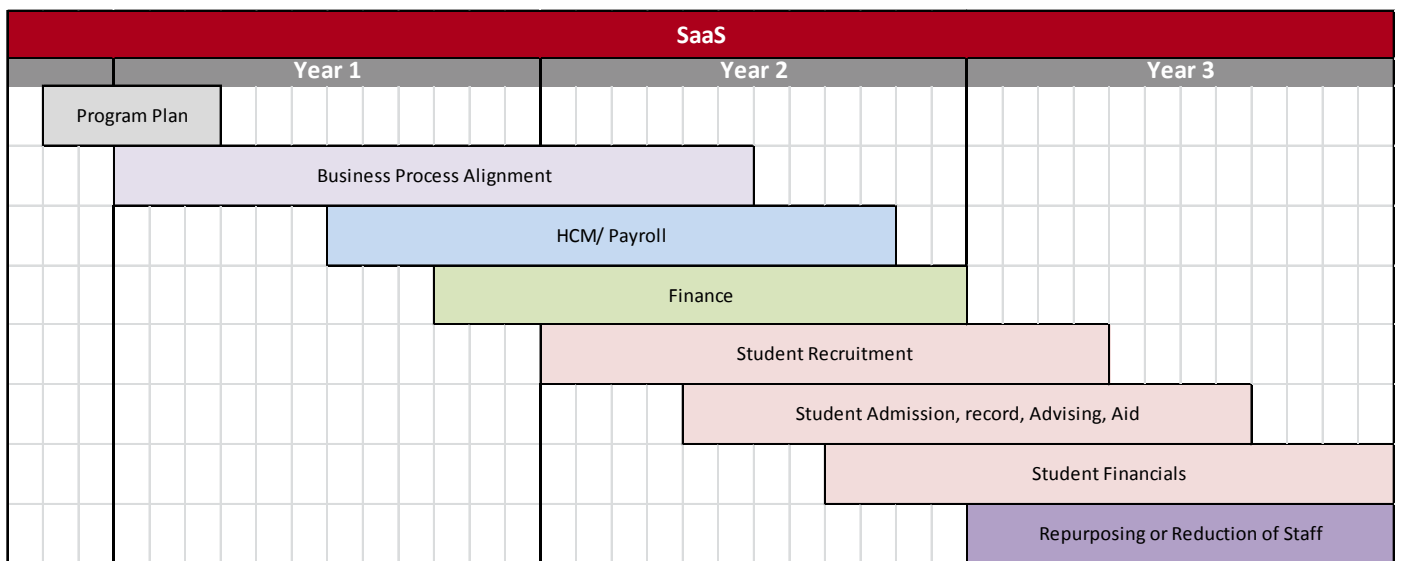 SaaS
Year 1
Year 2
Year 3
Program Plan
Business Process Alignment
HCM/ Payroll
Finance
Student Recruitment
Student Admission, record, Advising, Aid
Student Financials
Repurposing or Reduction of Staff